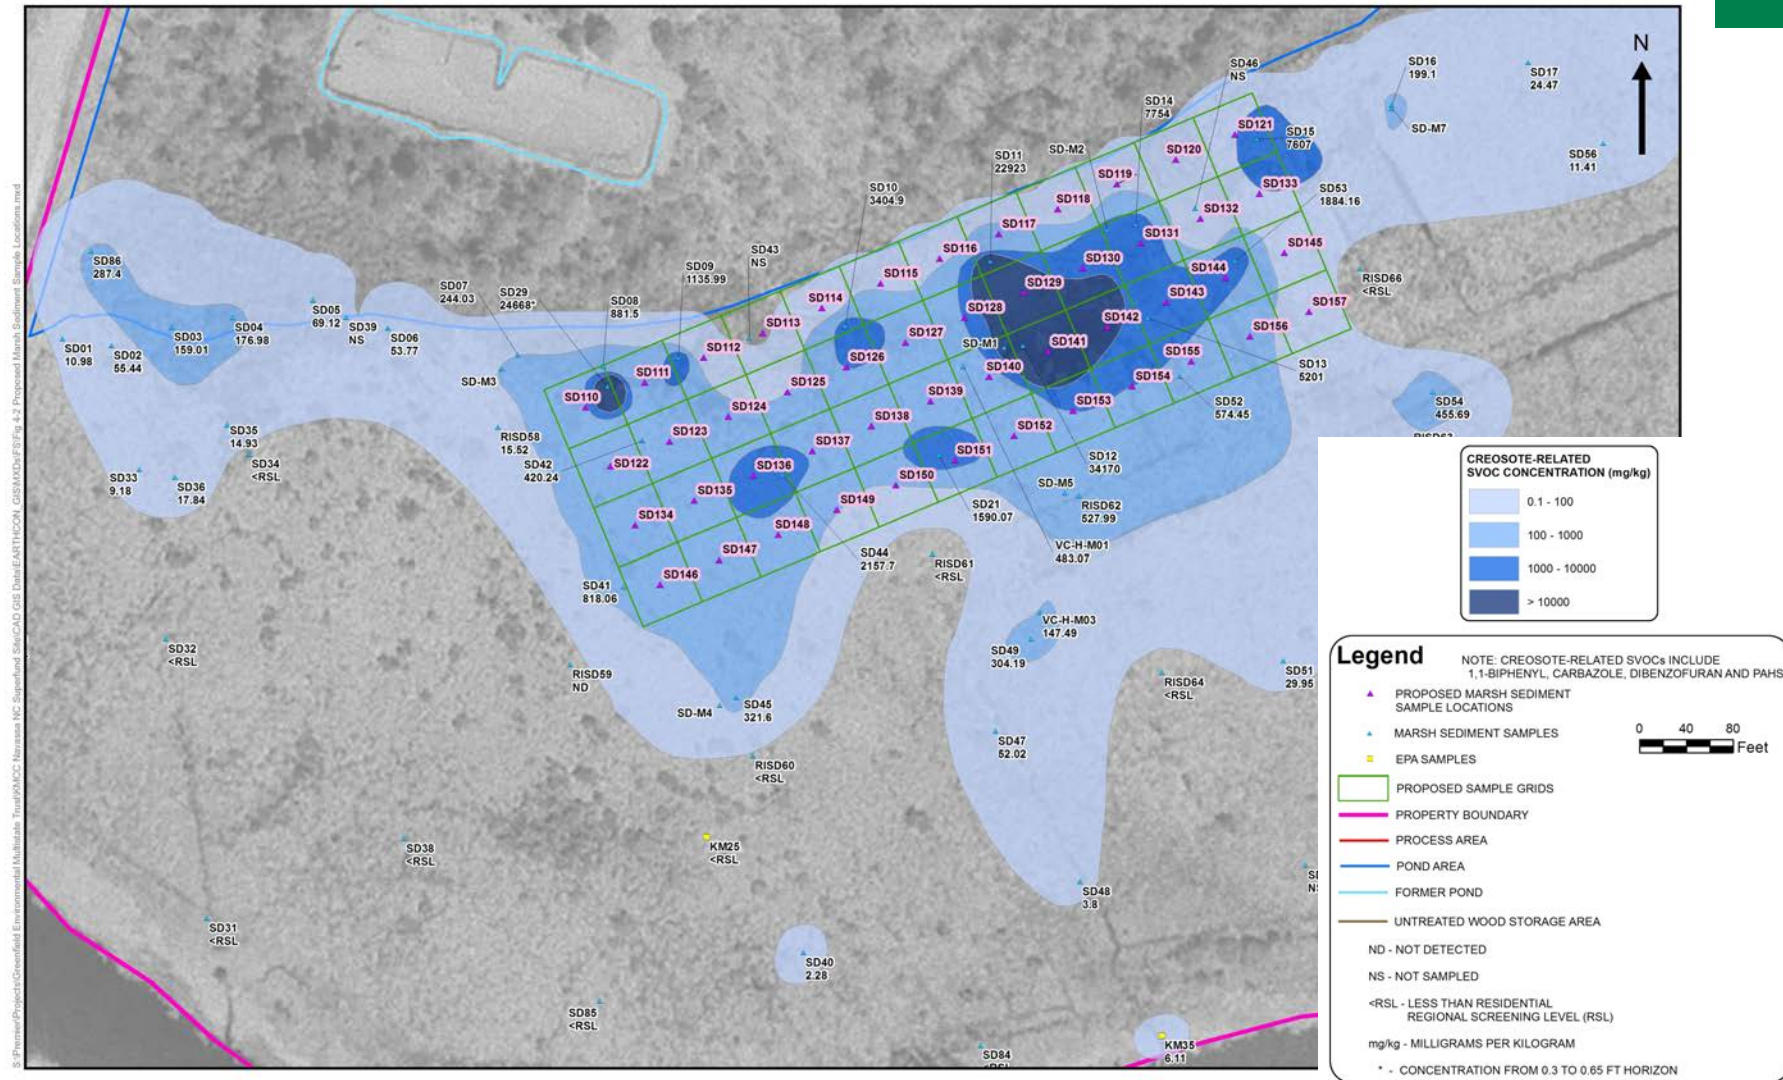 N
SD16
199.1
SD17
24.47
SD-M7
SD56
11.41
SD46
NS
SD14
7754
SD121
SD15
7607
SD120
SD-M2
SD11
22923
SD119
SD133
SD53
1884.16
SD10
3404.9
SD118
SD132
SD117
SD131
SD145
SD116
SD130
SD144
RISD66
<RSL
SD43
NS
SD09
1135.99
SD115
SD129
SD143
SD157
SD86
287.4
SD07
244.03
SD29
24668*
SD08
881.5
SD114
SD128
SD142
SD156
SD05
69.12
SD39
NS
SD06
53.77
SD04
176.98
SD03
159.01
SD01
10.98
SD02
55.44
SD113
SD127
SD-M1
SD141
SD155
SD13
5201
SD112
SD126
SD140
SD154
SD-M3
SD111
SD125
SD139
SD153
SD52
574.45
SD54
455.69
SD110
SD124
SD138
SD152
SD35
14.93
RISD58
15.52
SD123
SD137
SD151
SD12
34170
SD34
<RSL
SD33
9.18
SD36
17.84
SD42
420.24
SD122
SD136
SD150
SD-M5
RISD62
527.99
SD135
SD149
SD21
1590.07
SD134
SD148
SD44
2157.7
VC-H-M01
483.07
SD147
SD146
RISD61
<RSL
SD41
818.06
VC-H-M03
147.49
SD49
304.19
SD32
<RSL
RISD59
ND
SD51
29.95
RISD64
<RSL
SD-M4
SD45
321.6
SD47
52.02
RISD60
<RSL
SD38
<RSL
KM25
<RSL
SD48
3.8
SD31
<RSL
SD40
2.28
SD85
<RSL
SD84
KM35
6.11
CREOSOTE-RELATED
SVOC CONCENTRATION (mg/kg)
0.1 - 100
100 - 1000
1000 - 10000
> 10000
Legend
NOTE: CREOSOTE-RELATED SVOCs INCLUDE
1,1-BIPHENYL, CARBAZOLE, DIBENZOFURAN AND PAHS
PROPOSED MARSH SEDIMENT
SAMPLE LOCATIONS
MARSH SEDIMENT SAMPLES
EPA SAMPLES
PROPOSED SAMPLE GRIDS
PROPERTY BOUNDARY
PROCESS AREA
POND AREA
FORMER POND
UNTREATED WOOD STORAGE AREA
ND - NOT DETECTED
NS - NOT SAMPLED
<RSL - LESS THAN RESIDENTIAL
REGIONAL SCREENING LEVEL (RSL)
mg/kg - MILLIGRAMS PER KILOGRAM
* - CONCENTRATION FROM 0.3 TO 0.65 FT HORIZON
0 40 80
Feet